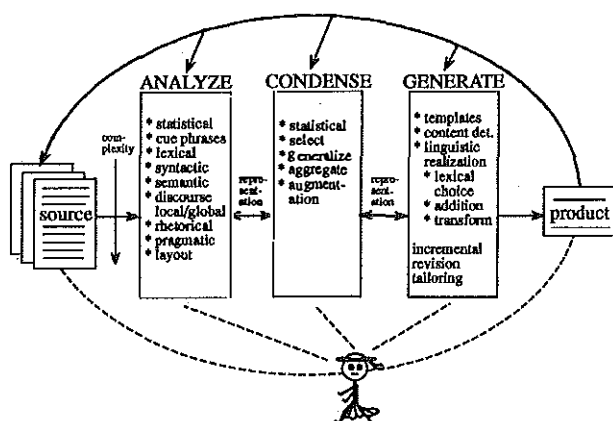 ANALYZE
CONDENSE
GENERATE
com-
plexity
source
* statistical
* cue phrases
* lexical
* syntactic
* semantic
* discourse
local/global
* rhetorical
* pragmatic
* layout
repre-
sent-
ation
* statistical
* select
* generalize
* aggregate
* augment-
ation
repre-
sent-
ation
* templates
* content det.
* linguistic
realization
* lexical
choice
* addition
* transform
incremental
revision
tailoring
product